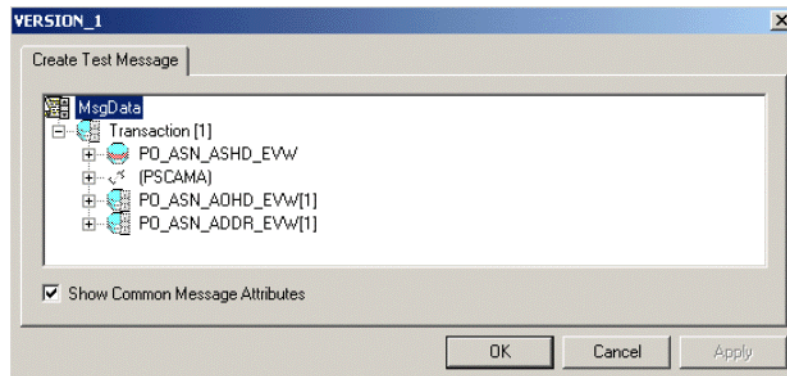 VERSION_1
Create Test Message
MsgData
Transaction [1]
PO_ASN_ASHD_EVW
(PSCAMA)
PO_ASN_AOHD_EVW[1]
PO_ASN_ADDR_EVW[1]
Show Common Message Attributes
OK Cancel Apply